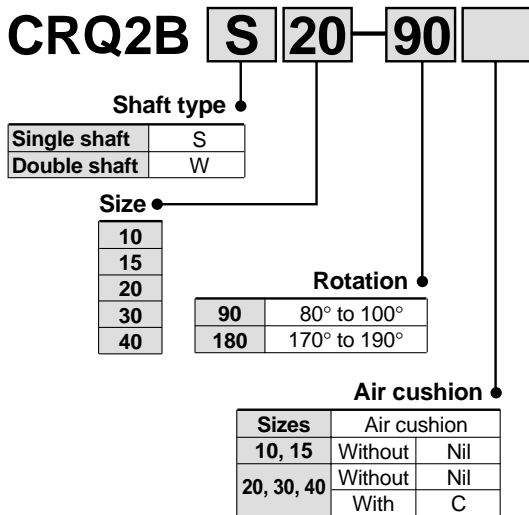 CRQ2B S 20-90
Shaft type
Single shaft S
Double shaft W
Size
10
15
20
30
40
Rotation
90 80° to 100°
180 170° to 190°
Air cushion
Sizes Air cushion
10, 15 Without Nil
20, 30, 40 Without Nil
With C